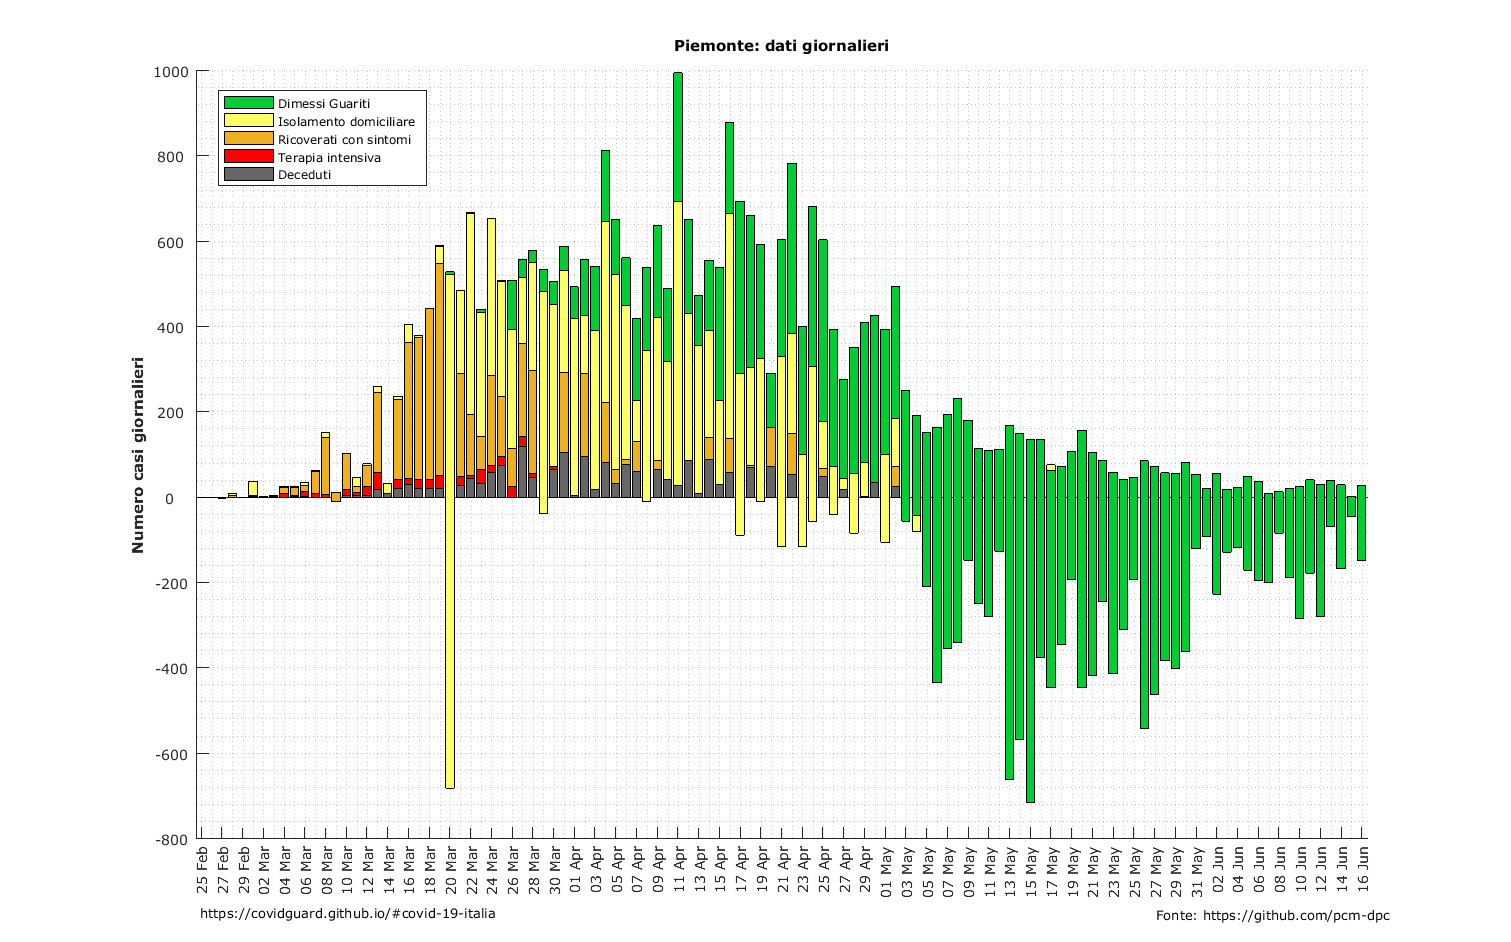 Piemonte: dati giornalieri
Numero casi giornalieri
1000
800
600
400
200
0
-200
-400
-600
-800
Dimessi Guariti
Isolamento domiciliare
Ricoverati con sintomi
Terapia intensiva
Deceduti
25 Feb
27 Feb
29 Feb
02 Mar
04 Mar
06 Mar
08 Mar
10 Mar
12 Mar
14 Mar
16 Mar
18 Mar
20 Mar
22 Mar
24 Mar
26 Mar
28 Mar
30 Mar
01 Apr
03 Apr
05 Apr
07 Apr
09 Apr
11 Apr
13 Apr
15 Apr
17 Apr
19 Apr
21 Apr
23 Apr
25 Apr
27 Apr
29 Apr
01 May
03 May
05 May
07 May
09 May
11 May
13 May
15 May
17 May
19 May
21 May
23 May
25 May
27 May
29 May
31 May
02 Jun
04 Jun
06 Jun
08 Jun
10 Jun
12 Jun
14 Jun
16 Jun
https://covidguard.github.io/#covid-19-italia
Fonte: https://github.com/pcm-dpc